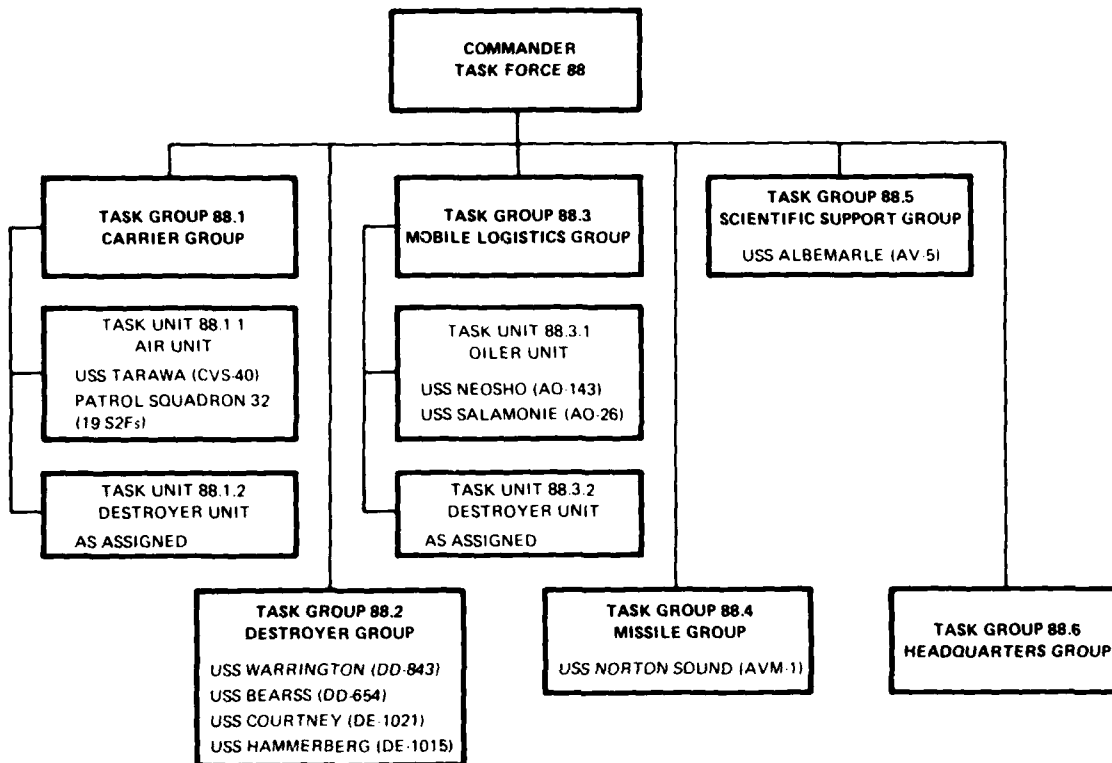 COMMANDER
TASK FORCE 88
TASK GROUP 88.1
CARRIER GROUP
TASK UNIT 88.1 1
AIR UNIT
USS TARAWA (CVS-40)
PATROL SQUADRON 32
(19 S2Fs)
TASK UNIT 88.1.2
DESTROYER UNIT
AS ASSIGNED
TASK GROUP 88.2
DESTROYER GROUP
USS WARRINGTON (DD-843)
USS BEARSS (DD-654)
USS COURTNEY (DE-1021)
USS HAMMERBERG (DE-1015)
TASK GROUP 88.3
MOBILE LOGISTICS GROUP
TASK UNIT 88.3.1
OILER UNIT
USS NEOSHO (AO-143)
USS SALAMONIE (AO-26)
TASK UNIT 88.3.2
DESTROYER UNIT
AS ASSIGNED
TASK GROUP 88.4
MISSILE GROUP
USS NORTON SOUND (AVM-1)
TASK GROUP 88.5
SCIENTIFIC SUPPORT GROUP
USS ALBEMARLE (AV-5)
TASK GROUP 88.6
HEADQUARTERS GROUP